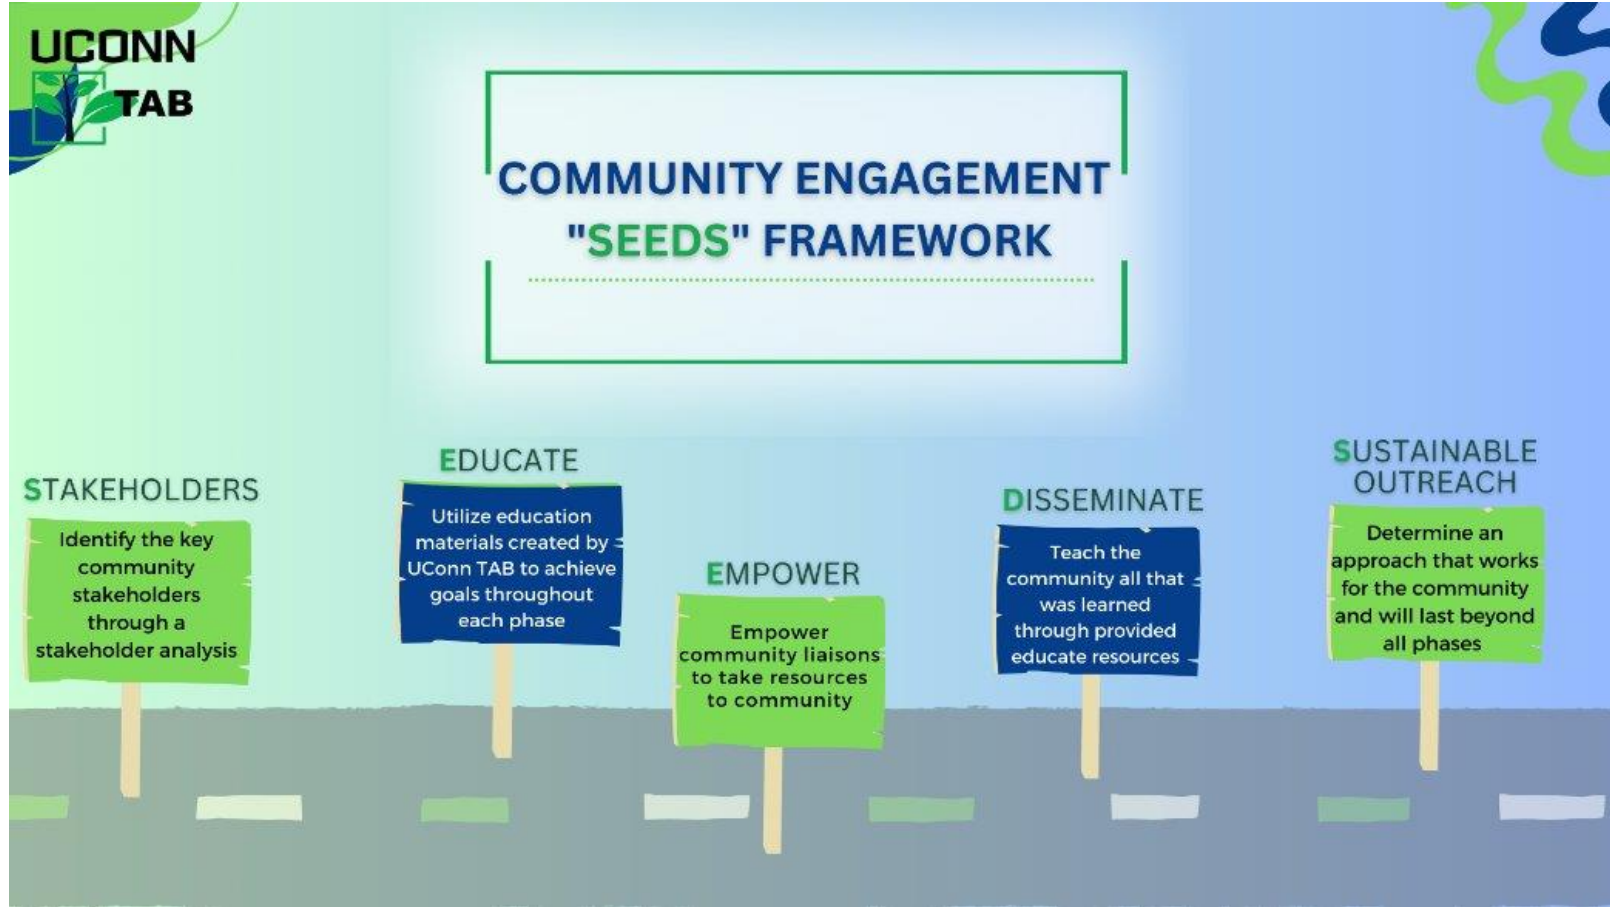 UCONN
TAB
COMMUNITY ENGAGEMENT
"SEEDS" FRAMEWORK
STAKEHOLDERS
Identify the key
community
stakeholders
through a
stakeholder analysis
EDUCATE
Utilize education
materials created by
UConn TAB to achieve
goals throughout
each phase
EMPOWER
Empower
community liaisons
to take resources
to community
DISSEMINATE
Teach the
community all that
was learned
through provided
educate resources
SUSTAINABLE
OUTREACH
Determine an
approach that works
for the community
and will last beyond
all phases